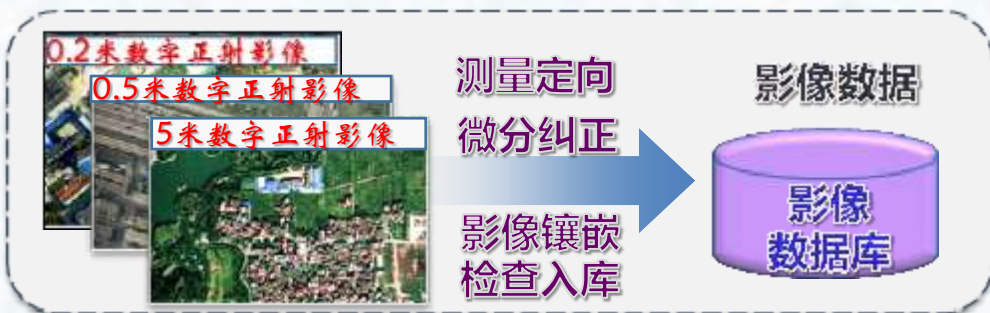 0.2米数字正射影像
0.5米数字正射影像
5米数字正射影像
测量定向
微分纠正
影像镶嵌
检查入库
影像数据
影像
数据库